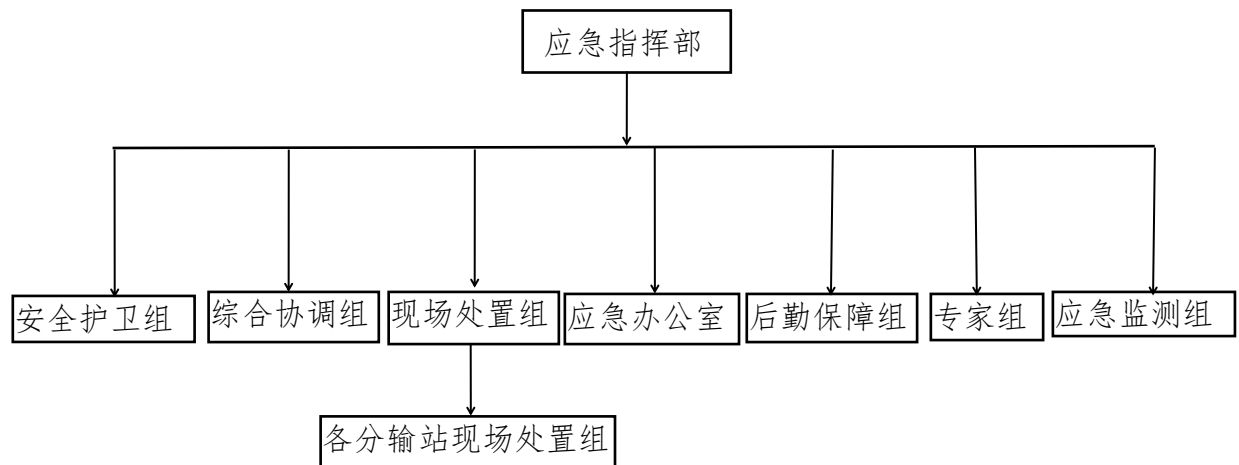 应急指挥部
安全护卫组
综合协调组
现场处置组
应急办公室
后勤保障组
专家组
应急监测组
各分输站现场处置组